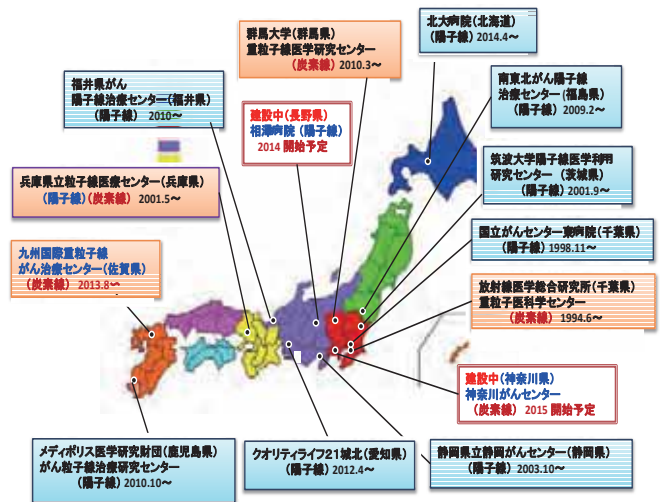 北大病院(北海道)
(陽子線) 2014.4～
群馬大学(群馬県)
重粒子線医学研究センター
(炭素線) 2010.3～
福井県がん
陽子線治療センター(福井県)
(陽子線) 2010～
南東北がん陽子線
治療センター(福島県)
(陽子線) 2009.2～
建設中(長野県)
相澤病院(陽子線)
2014 開始予定
筑波大学陽子線医学利用
研究センター (茨城県)
(陽子線) 2001.9～
兵庫県立粒子線医療センター(兵庫県)
(陽子線)(炭素線) 2001.5～
国立がんセンター東病院(千葉県)
(陽子線) 1998.11～
九州国際重粒子線
がん治療センター(佐賀県)
(炭素線) 2013.8～
放射線医学総合研究所(千葉県)
重粒子医科学センター
(炭素線) 1994.6～
建設中(神奈川県)
神奈川がんセンター
(炭素線) 2015 開始予定
メディポリス医学研究財団(鹿児島県)
がん粒子線治療研究センター
(陽子線) 2010.10～
クオリティライフ21城北(愛知県)
(陽子線) 2012.4～
静岡県立静岡がんセンター(静岡県)
(陽子線) 2003.10～